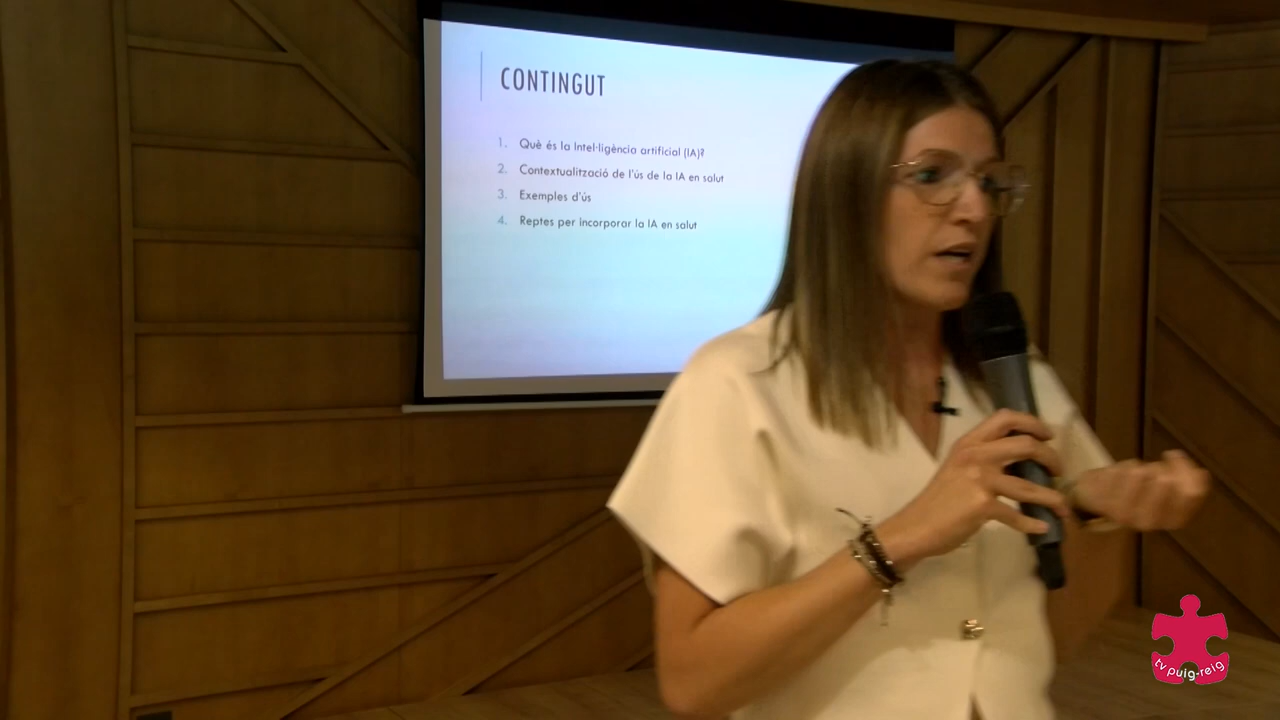 CONTINGUT
1. Què és la Intel·ligència artificial (IA)?
2. Contextualització de l'ús de la IA en salut
3. Exemples d'ús
4. Reptes per incorporar la IA en salut
tv puig-reig